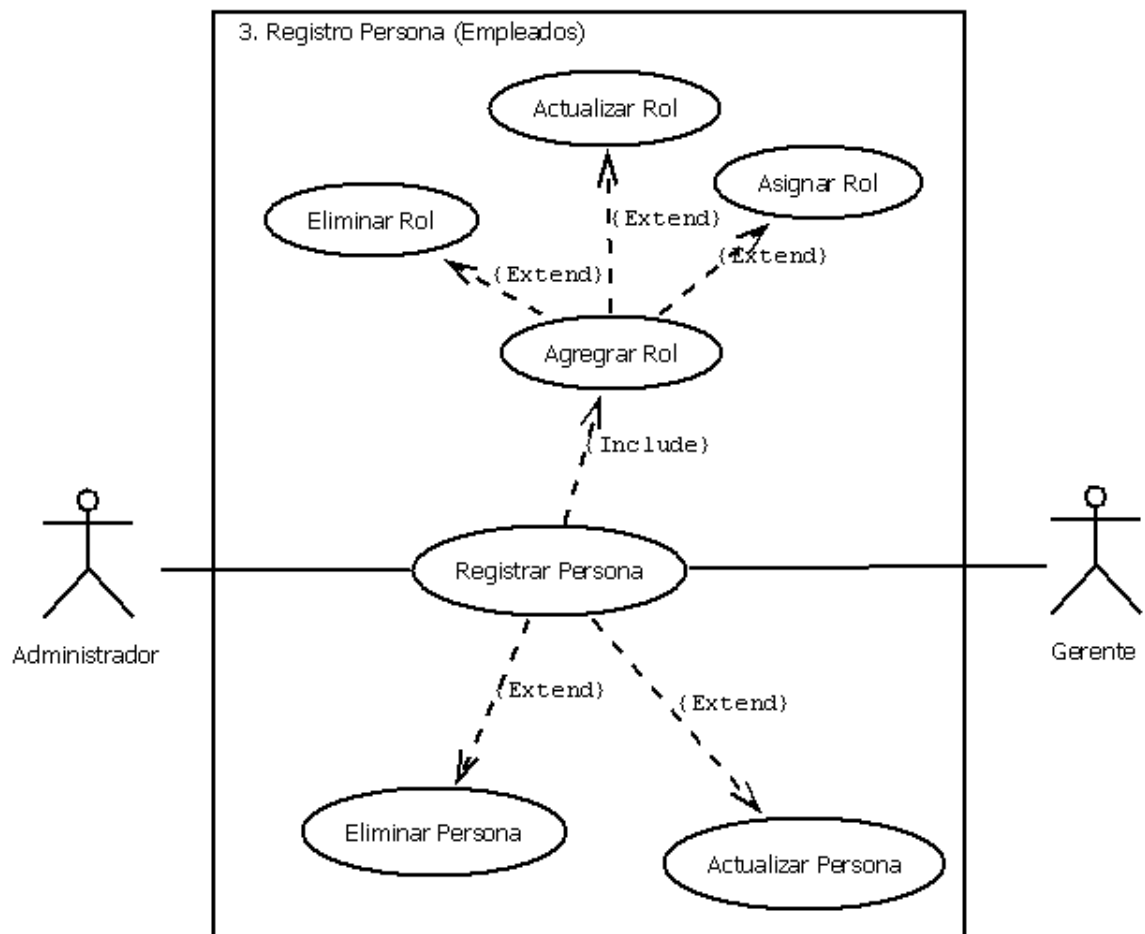 3. Registro Persona (Empleados)
Actualizar Rol
Asignar Rol
Eliminar Rol
{Extend}
{Extend}
{Extend}
Agregrar Rol
{Include}
Registrar Persona
Administrador
Gerente
{Extend}
{Extend}
Eliminar Persona
Actualizar Persona